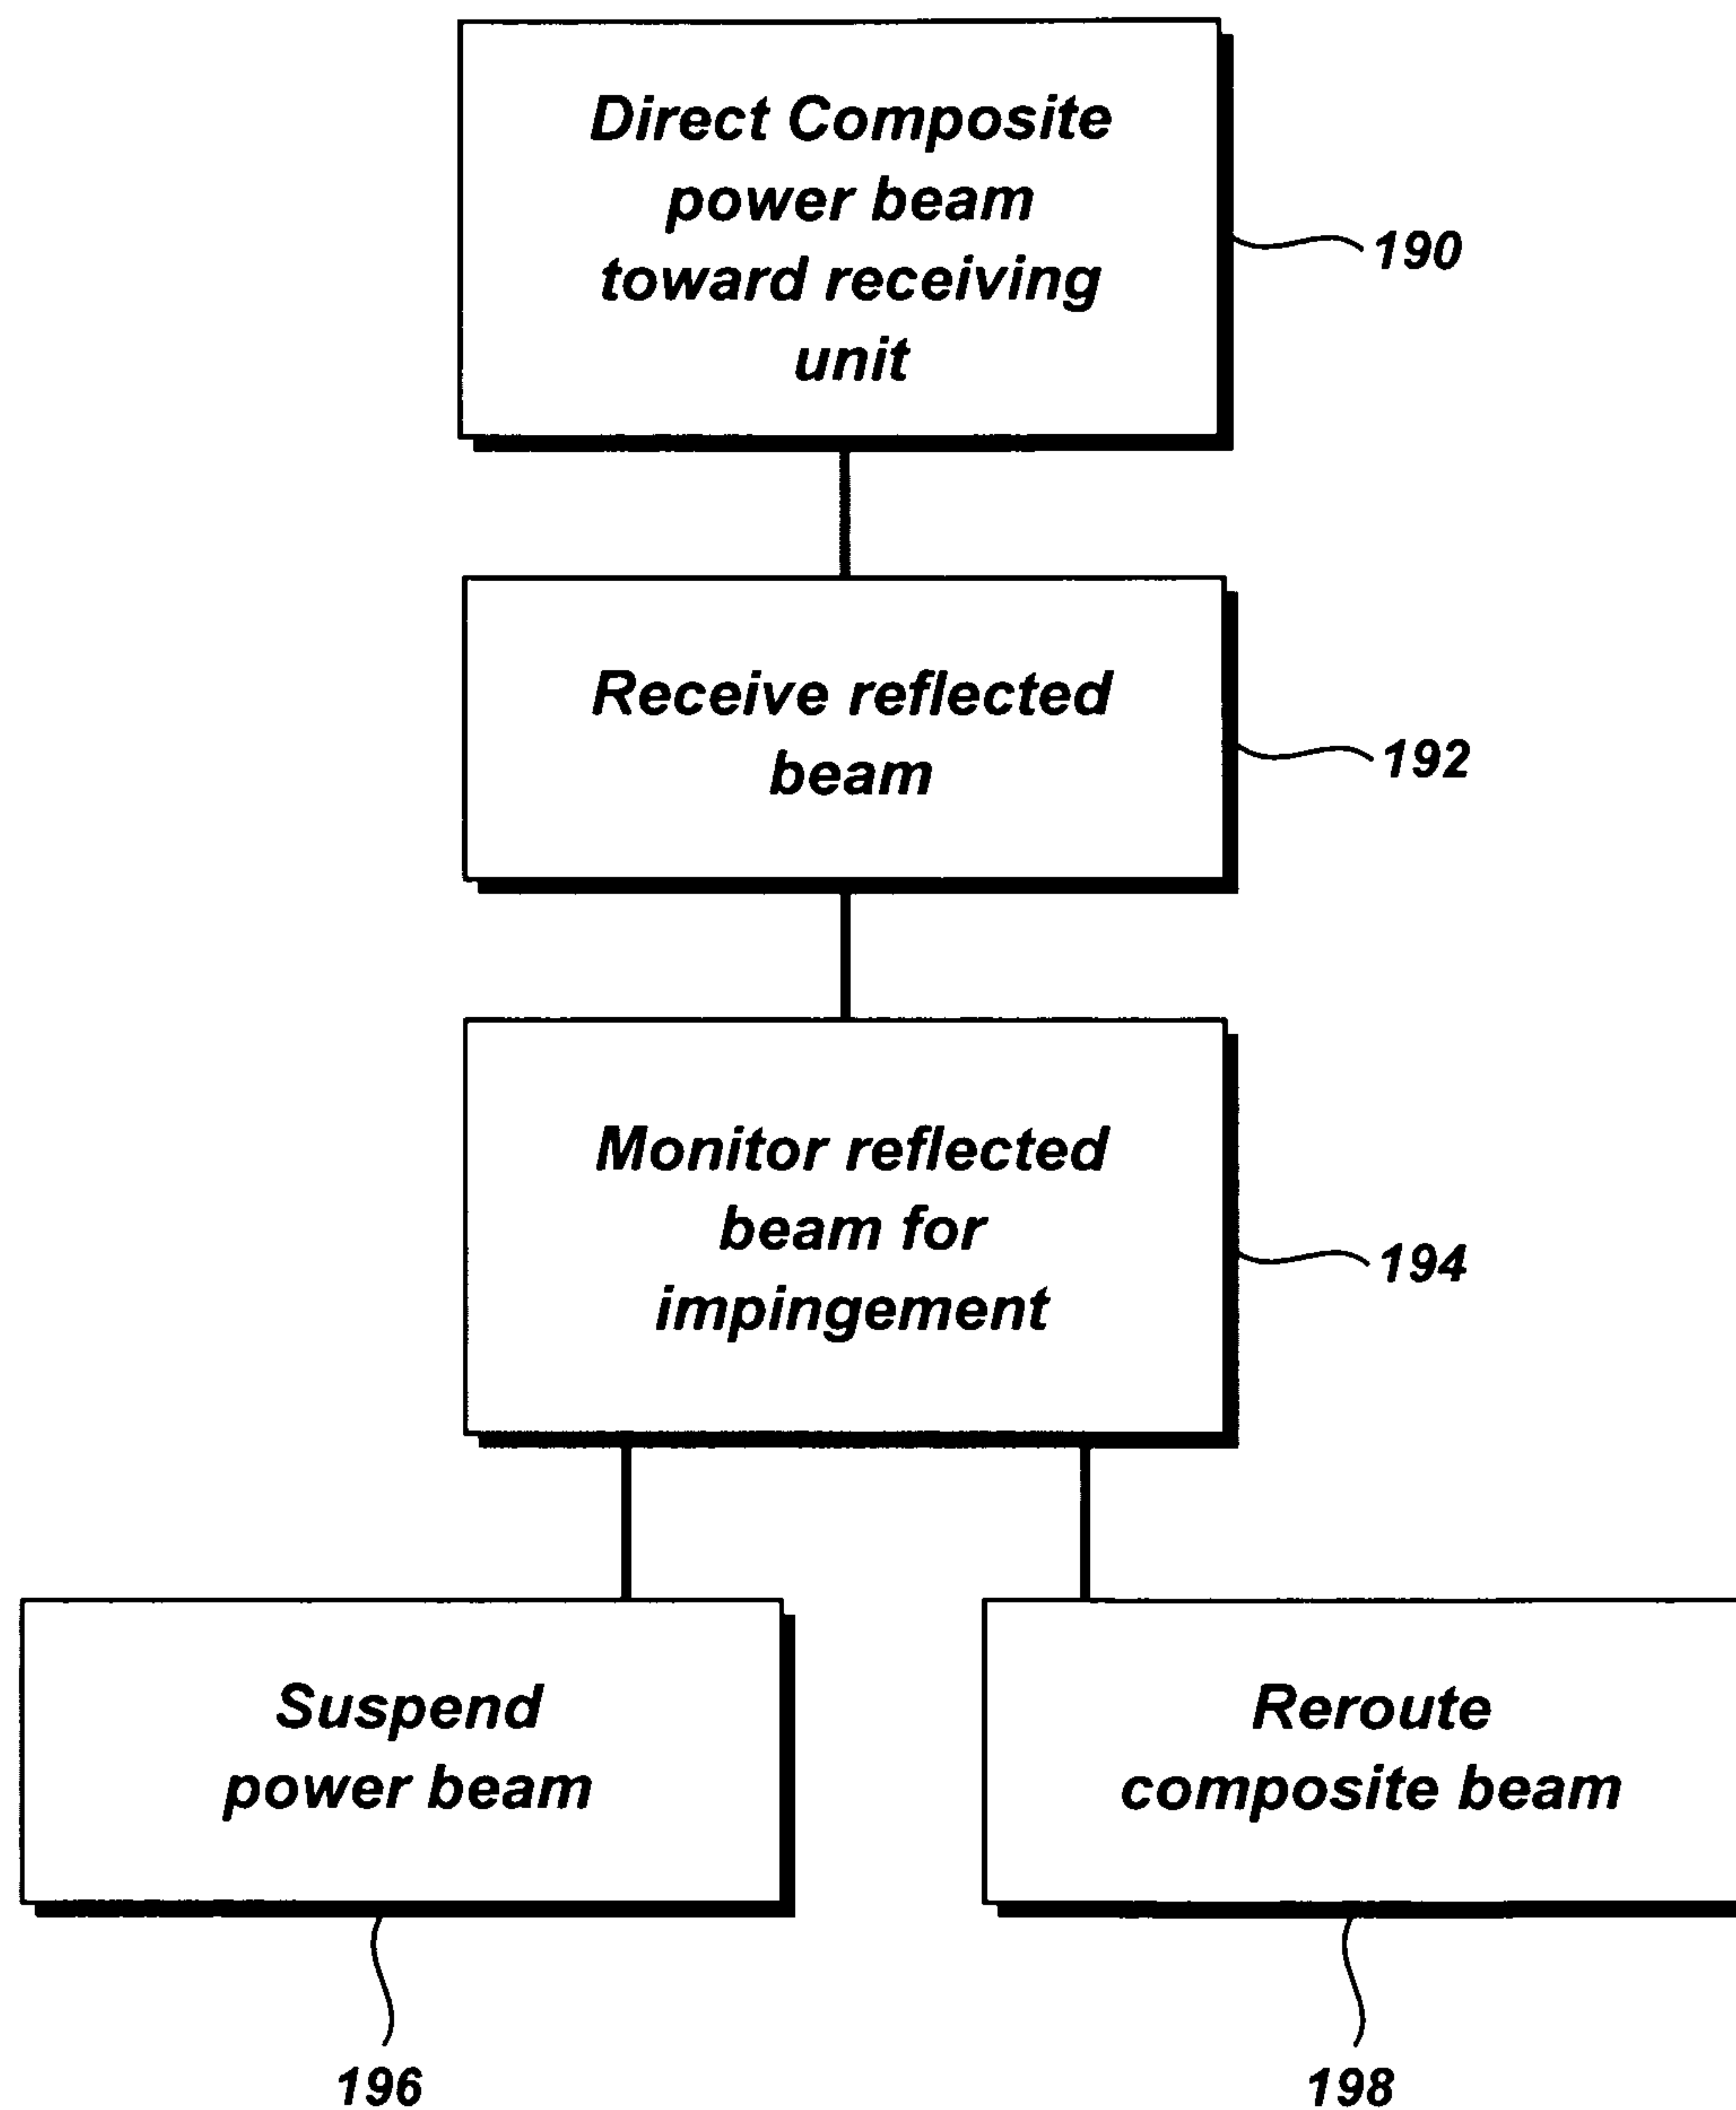 Direct Composite
power beam
toward receiving
unit
190
Receive reflected
beam
192
Monitor reflected
beam for
impingement
194
Suspend
power beam
196
Reroute
composite beam
198